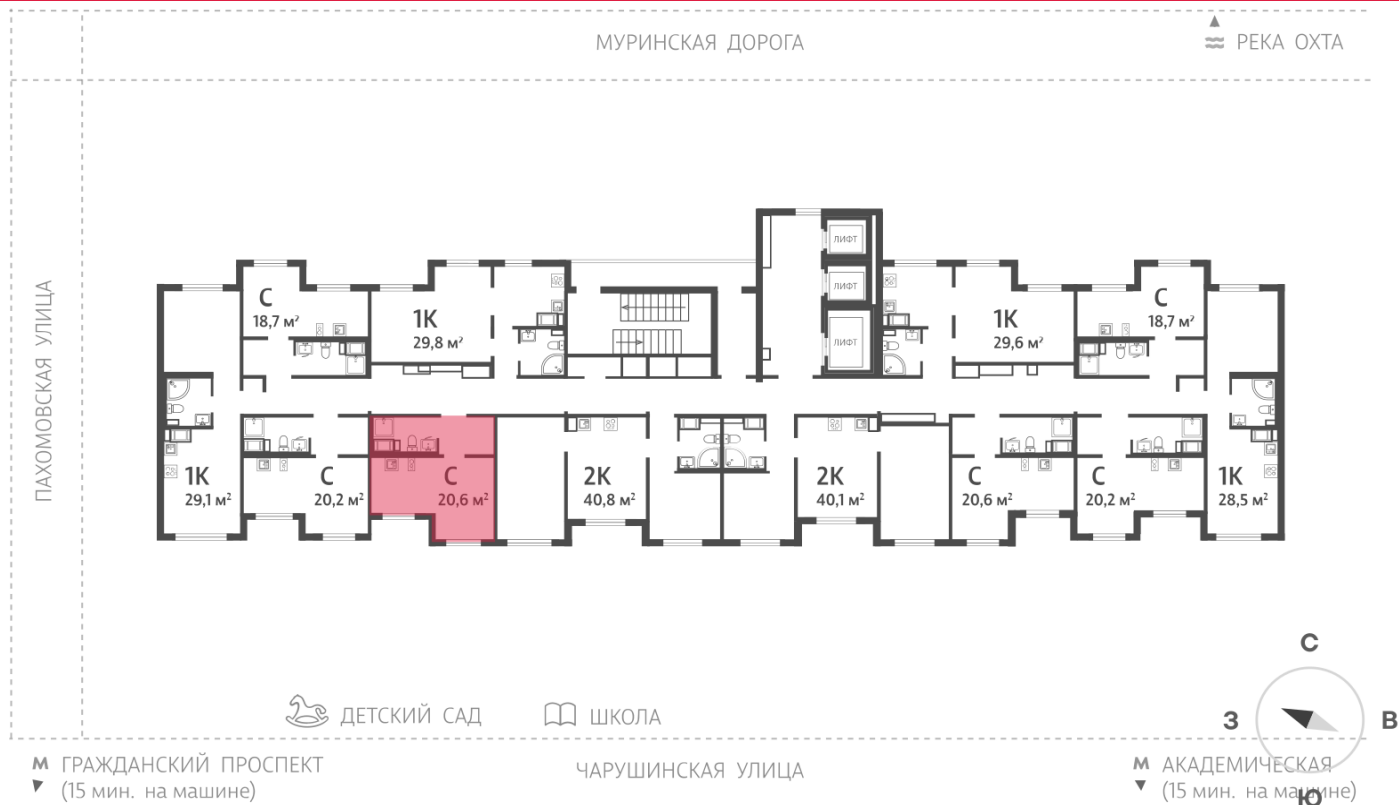 МУРИНСКАЯ ДОРОГА
РЕКА ОХТА
ПАХОМОВСКАЯ УЛИЦА
ЛИФТ
ЛИФТ
ЛИФТ
С
18,7 м²
1К
29,8 м²
1К
29,6 м²
С
18,7 м²
1К
29,1 м²
С
20,2 м²
С
20,6 м²
2К
40,8 м²
2К
40,1 м²
С
20,6 м²
С
20,2 м²
1К
28,5 м²
С
З
В
Ю
ДЕТСКИЙ САД
ШКОЛА
М ГРАЖДАНСКИЙ ПРОСПЕКТ
(15 мин. на машине)
ЧАРУШИНСКАЯ УЛИЦА
М АКАДЕМИЧЕСКАЯ
(15 мин. на машине)